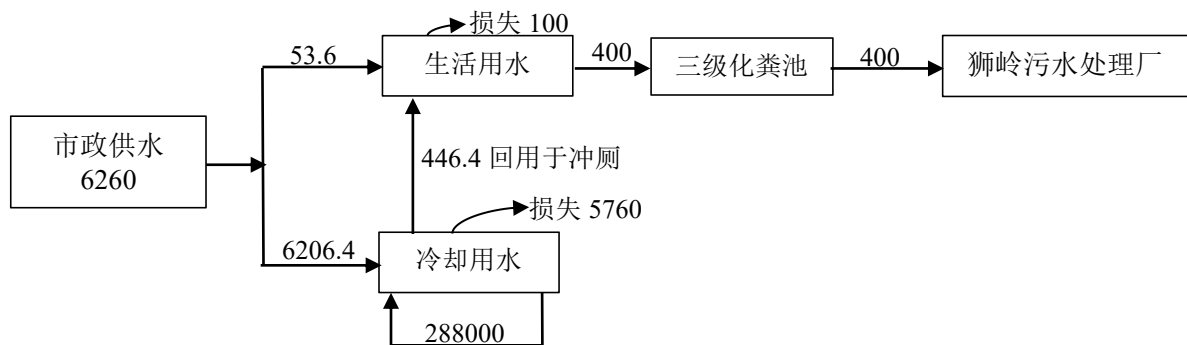 损失 100
53.6
生活用水
400
三级化粪池
400
狮岭污水处理厂
市政供水
6260
446.4 回用于冲厕
损失 5760
6206.4
冷却用水
288000